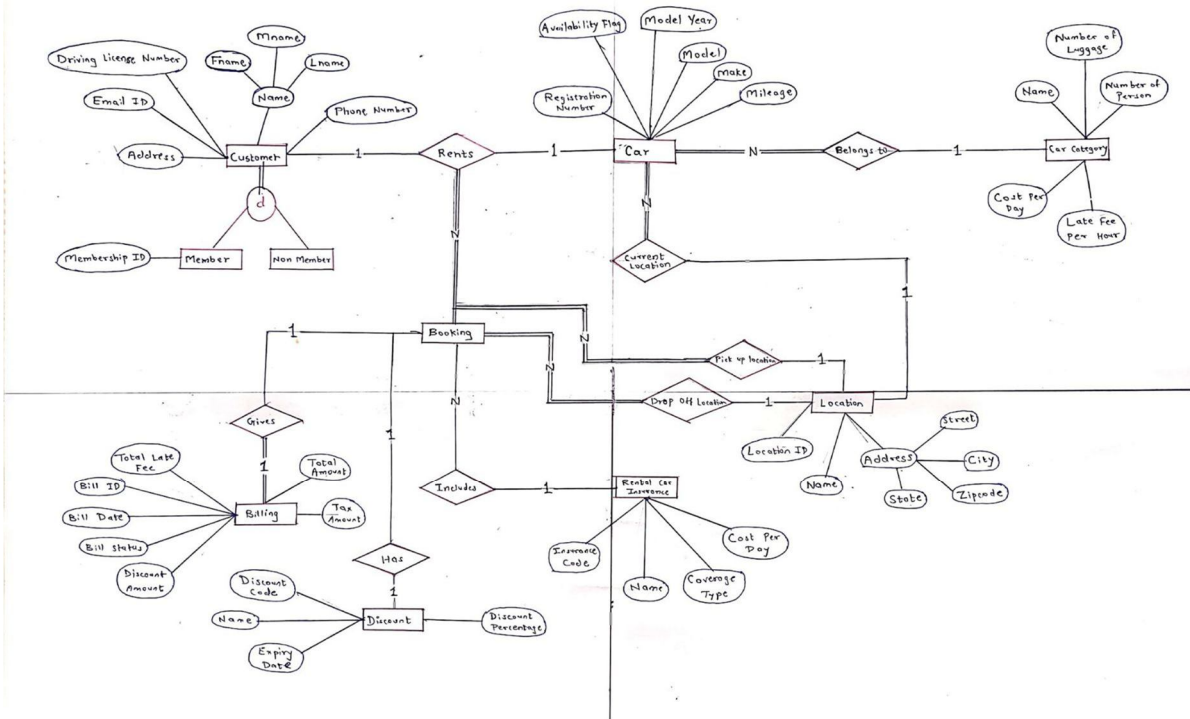 Mname
Fname
Lname
Name
Driving License Number
Email ID
Address
Phone Number
Customer
1
Rents
1
d
Membership ID
Member
Non Member
Availability Flag
Model Year
Model
Make
Mileage
Registration
Number
Car
N
Belongs to
1
Number of
Luggage
Name
Number of
Person
Car Category
Cost Per
Day
Late Fee
per Hour
N
Current
Location
1
N
Booking
1
N
Pick up location
1
N
Drop Off Location
1
Location
Location ID
Name
Address
Street
City
Zipcode
State
Gives
1
Total Late
Fee
Total
Amount
Bill ID
Bill Date
Bill Status
Discount
Amount
Tax
Amount
Billing
1
Has
1
Discount
Code
Name
Expiry
Date
Discount
Discount
Percentage
N
Includes
1
Rental Car
Insurance
Insurance
Code
Name
Coverage
Type
Cost Per
Day